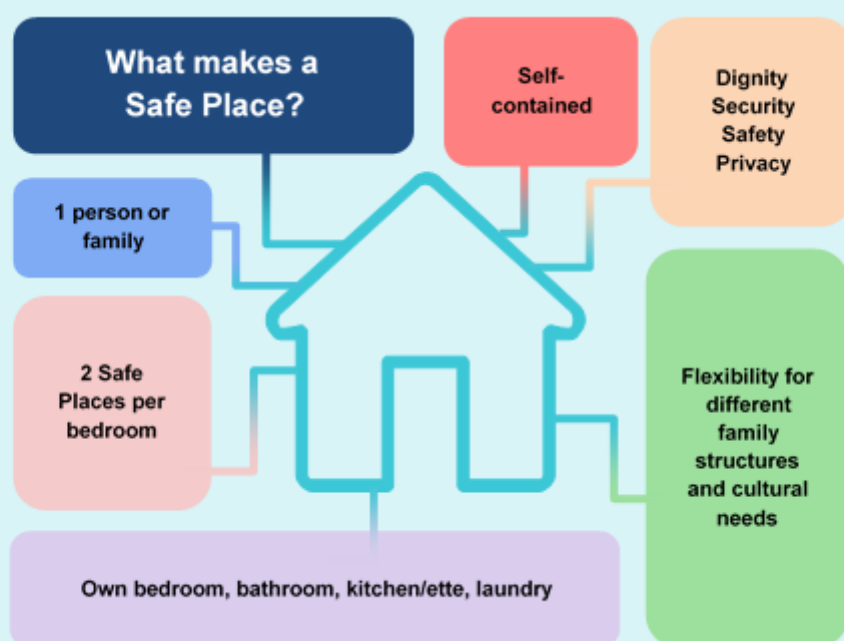 What makes a
Safe Place?
Self-
contained
Dignity
Security
Safety
Privacy
1 person or
family
2 Safe
Places per
bedroom
Flexibility for
different
family
structures
and cultural
needs
Own bedroom, bathroom, kitchen/ette, laundry